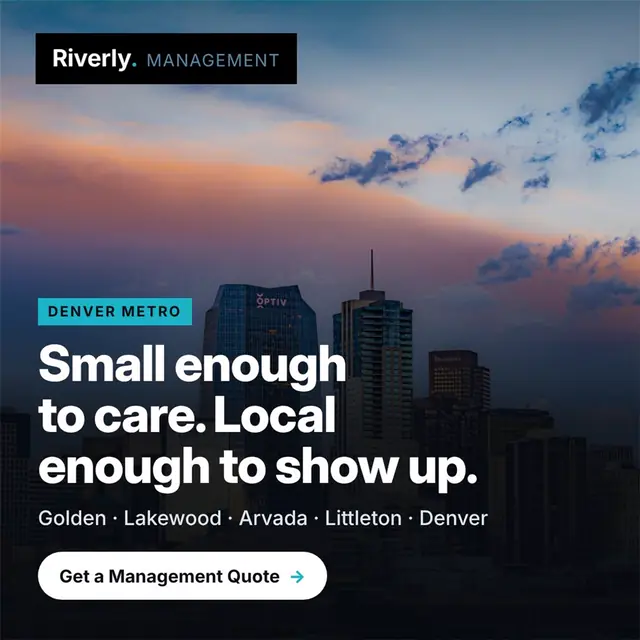 Riverly. MANAGEMENT
OPTIV
DENVER METRO
Small enough
to care. Local
enough to show up.
Golden · Lakewood · Arvada · Littleton · Denver
Get a Management Quote →